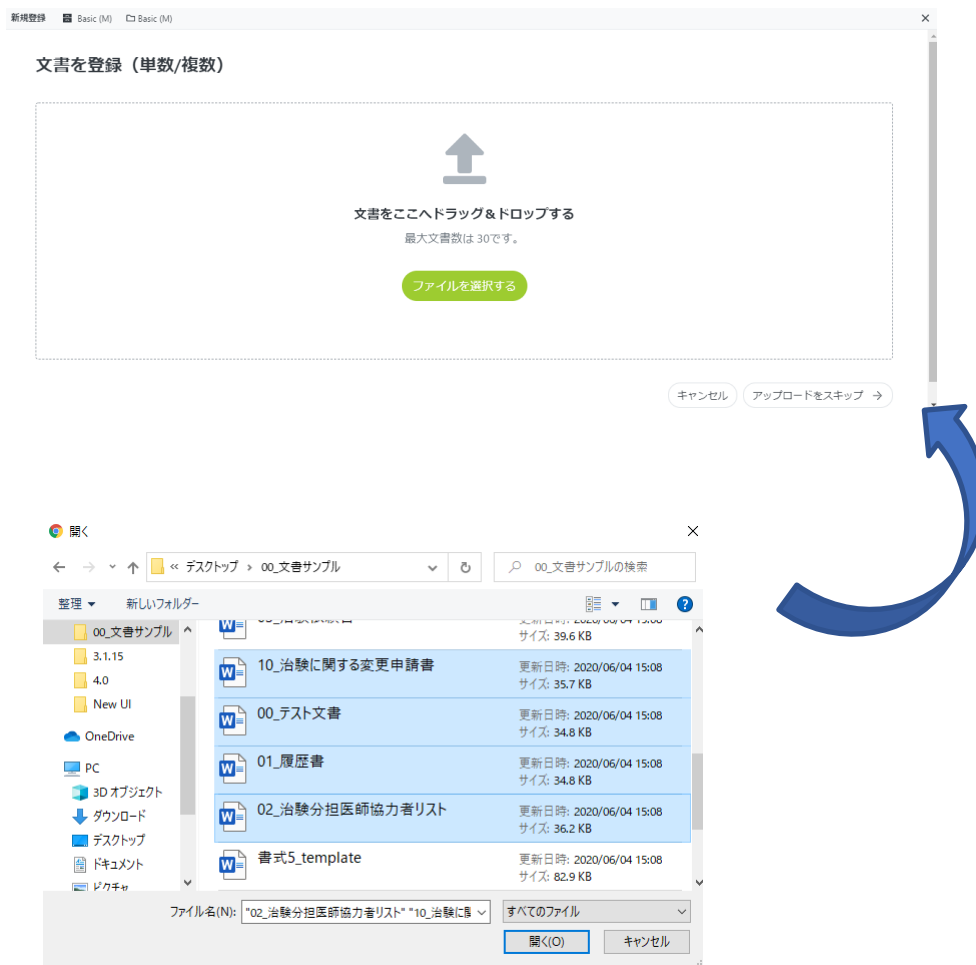 新規登録 Basic (M) Basic (M)
文書を登録（単数/複数）
文書をここへドラッグ＆ドロップする
最大文書数は 30です。
ファイルを選択する
キャンセル アップロードをスキップ →
開く
« デスクトップ › 00_文書サンプル 00_文書サンプルの検索
整理 新しいフォルダー
00_文書サンプル
3.1.15
4.0
New UI
OneDrive
PC
3D オブジェクト
ダウンロード
デスクトップ
ドキュメント
ピクチャ
サイズ: 39.6 KB
10_治験に関する変更申請書 更新日時: 2020/06/04 15:08
サイズ: 35.7 KB
00_テスト文書 更新日時: 2020/06/04 15:08
サイズ: 34.8 KB
01_履歴書 更新日時: 2020/06/04 15:08
サイズ: 34.8 KB
02_治験分担医師協力者リスト 更新日時: 2020/06/04 15:08
サイズ: 36.2 KB
書式5_template 更新日時: 2020/06/04 15:08
サイズ: 82.9 KB
ファイル名(N): "02_治験分担医師協力者リスト" "10_治験に関 すべてのファイル
開く(O) キャンセル